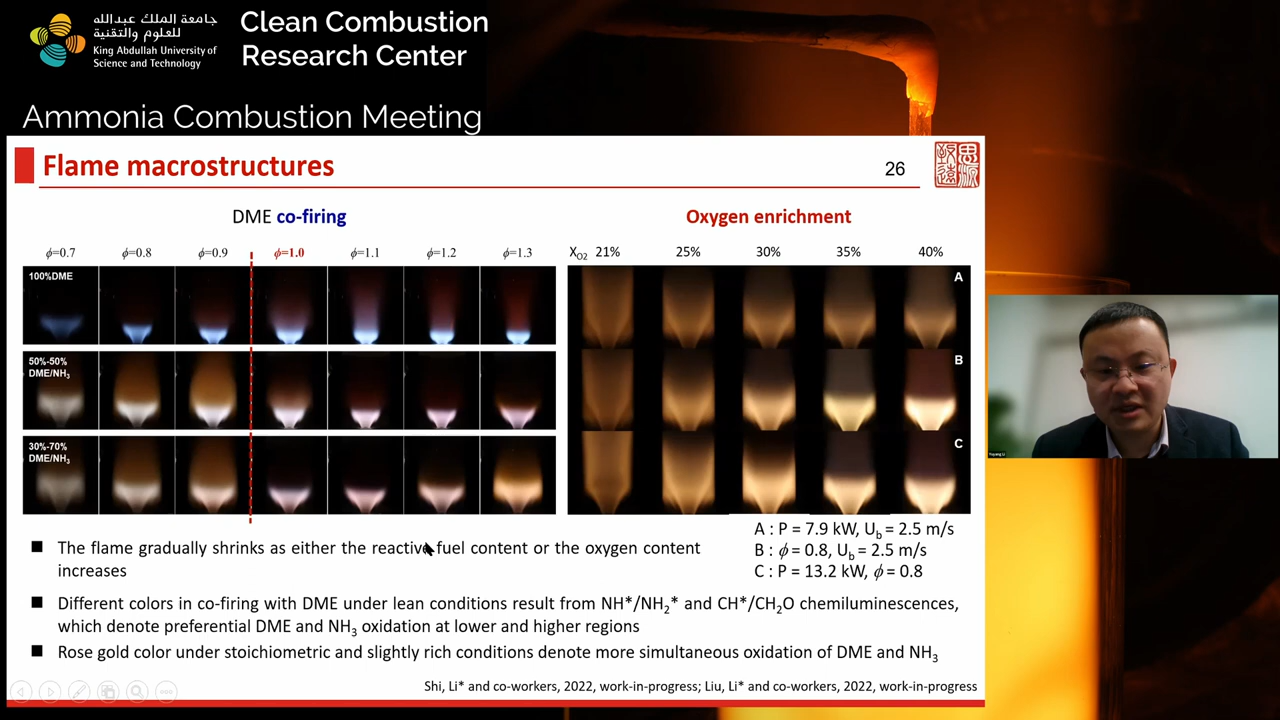 جامعة الملك عبدالله
للعلوم والتقنية
King Abdullah University of
Science and Technology
Clean Combustion
Research Center
Ammonia Combustion Meeting
Flame macrostructures
26
DME co-firing
Oxygen enrichment
ϕ=0.7 ϕ=0.8 ϕ=0.9 ϕ=1.0 ϕ=1.1 ϕ=1.2 ϕ=1.3
X_O2 21% 25% 30% 35% 40%
100%DME
A
50%-50%
DME/NH₃
B
30%-70%
DME/NH₃
C
A : P = 7.9 kW, U_b = 2.5 m/s
B : ϕ = 0.8, U_b = 2.5 m/s
C : P = 13.2 kW, ϕ = 0.8
■ The flame gradually shrinks as either the reactive fuel content or the oxygen content
increases
■ Different colors in co-firing with DME under lean conditions result from NH*/NH₂* and CH*/CH₂O chemiluminescences,
which denote preferential DME and NH₃ oxidation at lower and higher regions
■ Rose gold color under stoichiometric and slightly rich conditions denote more simultaneous oxidation of DME and NH₃
Shi, Li* and co-workers, 2022, work-in-progress; Liu, Li* and co-workers, 2022, work-in-progress